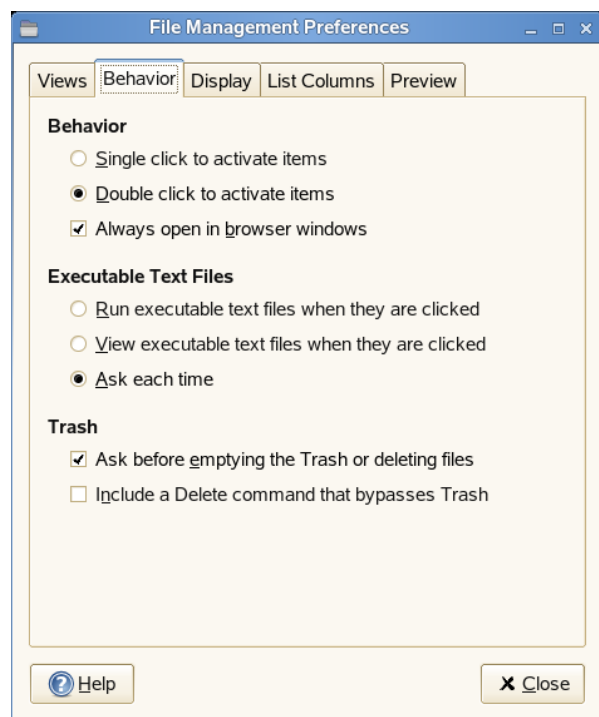 File Management Preferences
Views Behavior Display List Columns Preview
Behavior
Single click to activate items
Double click to activate items
Always open in browser windows
Executable Text Files
Run executable text files when they are clicked
View executable text files when they are clicked
Ask each time
Trash
Ask before emptying the Trash or deleting files
Include a Delete command that bypasses Trash
Help Close